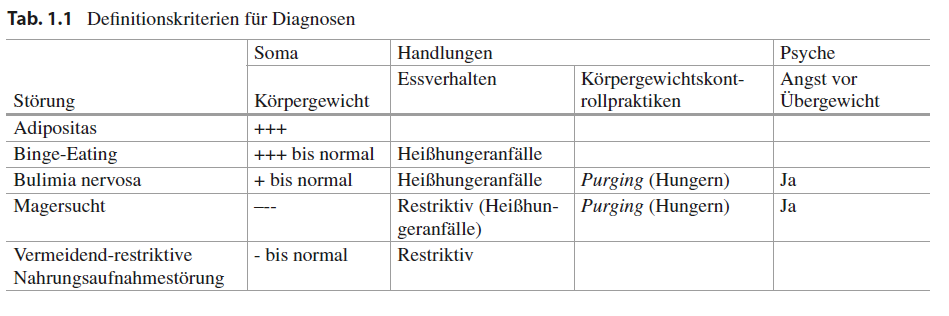 Tab. 1.1 Definitionskriterien für Diagnosen
Soma Handlungen Psyche
Essverhalten Körpergewichtskont- Angst vor
Störung Körpergewicht rollpraktiken Übergewicht
Adipositas +++
Binge-Eating +++ bis normal Heißhungeranfälle
Bulimia nervosa + bis normal Heißhungeranfälle Purging (Hungern) Ja
Magersucht –-- Restriktiv (Heißhun- Purging (Hungern) Ja
geranfälle)
Vermeidend-restriktive - bis normal Restriktiv
Nahrungsaufnahmestörung